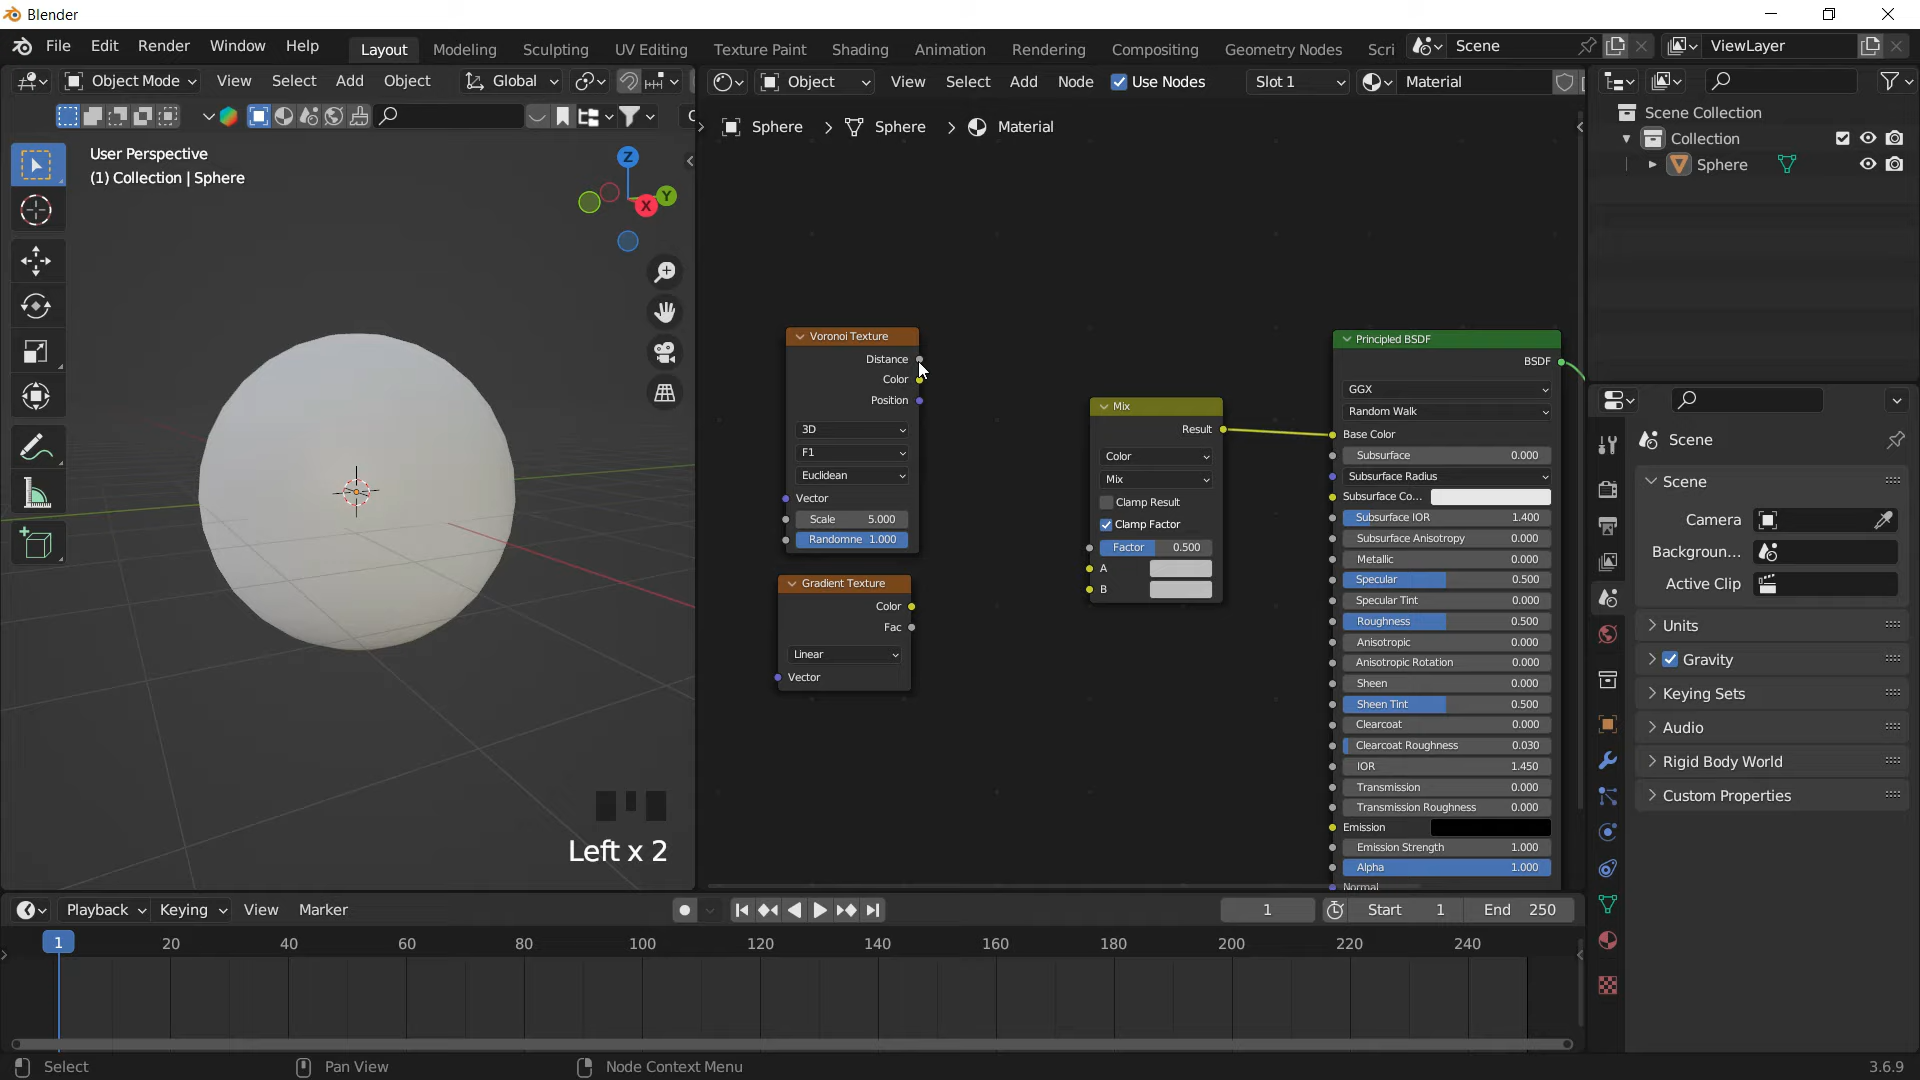 Blender
File Edit Render Window Help
Layout Modeling Sculpting UV Editing Texture Paint Shading Animation Rendering Compositing Geometry Nodes Scri
Scene
ViewLayer
Object Mode View Select Add Object Global
Object View Select Add Node Use Nodes Slot 1 Material
User Perspective
(1) Collection | Sphere
Z
Y
X
Left x 2
Sphere > Sphere > Material
Voronoi Texture
Distance
Color
Position
3D
F1
Euclidean
Vector
Scale 5.000
Randomne 1.000
Gradient Texture
Color
Fac
Linear
Vector
Mix
Result
Color
Mix
Clamp Result
Clamp Factor
Factor 0.500
A
B
Principled BSDF
BSDF
GGX
Random Walk
Base Color
Subsurface 0.000
Subsurface Radius
Subsurface Co...
Subsurface IOR 1.400
Subsurface Anisotropy 0.000
Metallic 0.000
Specular 0.500
Specular Tint 0.000
Roughness 0.500
Anisotropic 0.000
Anisotropic Rotation 0.000
Sheen 0.000
Sheen Tint 0.500
Clearcoat 0.000
Clearcoat Roughness 0.030
IOR 1.450
Transmission 0.000
Transmission Roughness 0.000
Emission
Emission Strength 1.000
Alpha 1.000
Normal
Scene Collection
Collection
Sphere
Scene
Scene
Camera
Backgroun...
Active Clip
Units
Gravity
Keying Sets
Audio
Rigid Body World
Custom Properties
Playback Keying View Marker
1 Start 1 End 250
1 20 40 60 80 100 120 140 160 180 200 220 240
Select Pan View Node Context Menu 3.6.9